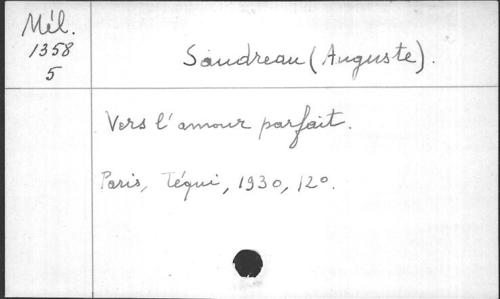 Mél.
1358
5
Saudreau (Auguste).
Vers l'amour parfait.
Paris, Téqui, 1930, 12°.